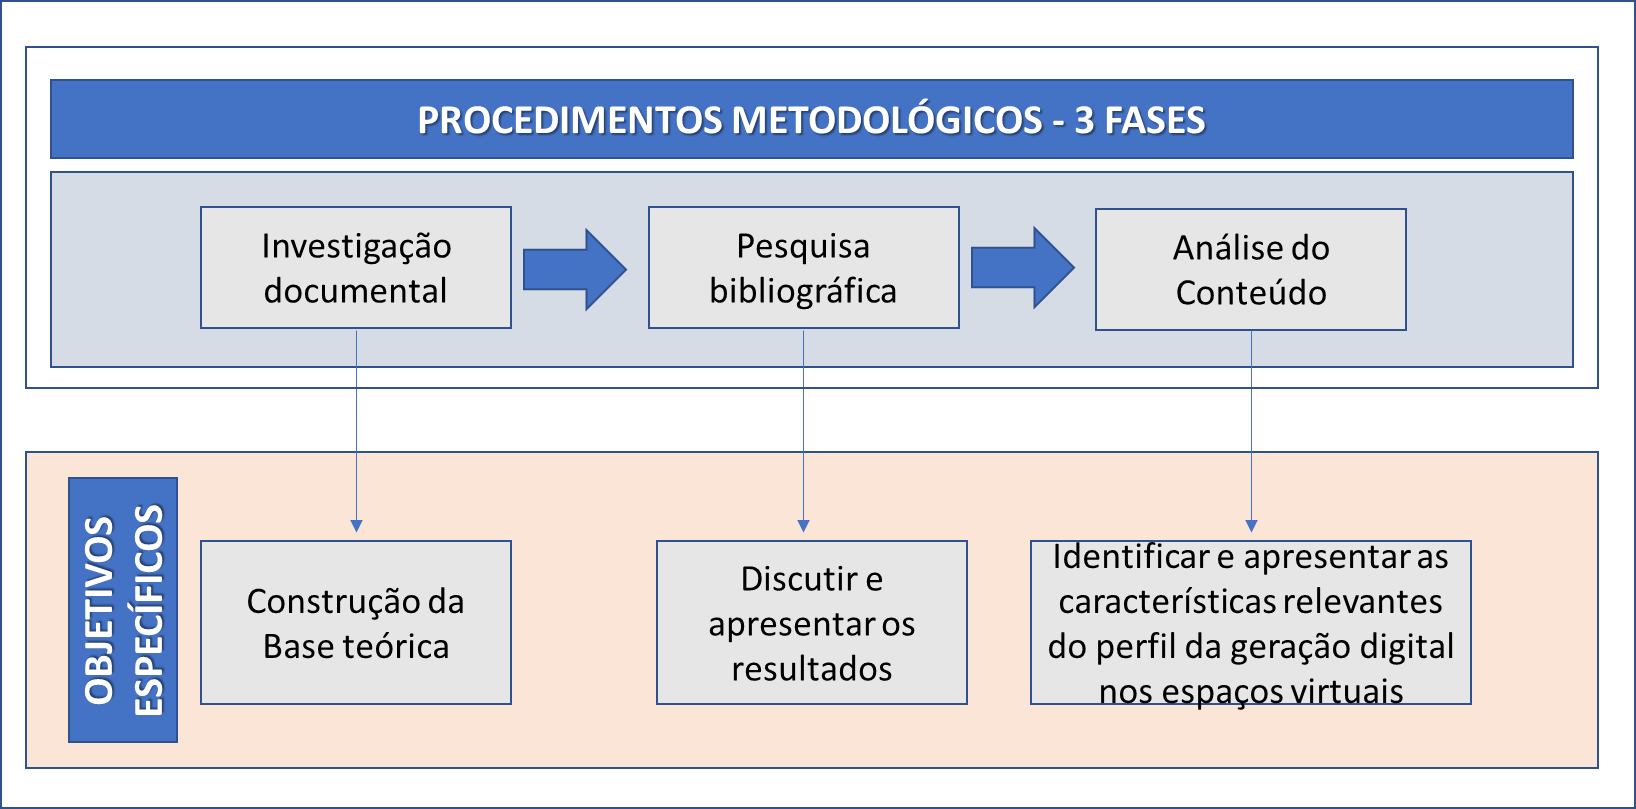 PROCEDIMENTOS METODOLÓGICOS - 3 FASES
Investigação
documental
Pesquisa
bibliográfica
Análise do
Conteúdo
OBJETIVOS
ESPECÍFICOS
Construção da
Base teórica
Discutir e
apresentar os
resultados
Identificar e apresentar as
características relevantes
do perfil da geração digital
nos espaços virtuais